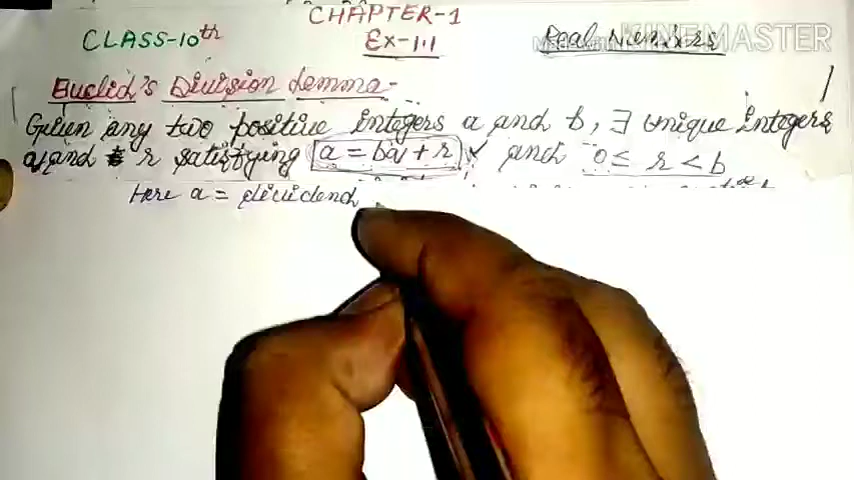 CHAPTER-1
CLASS-10th
Ex-1.1
Real Numbers
KINEMASTER
Euclid's Division Lemma-
Given any two positive integers a and b, ∃ unique integers
q and r satisfying a = bq + r and 0 ≤ r < b
Here a = dividend